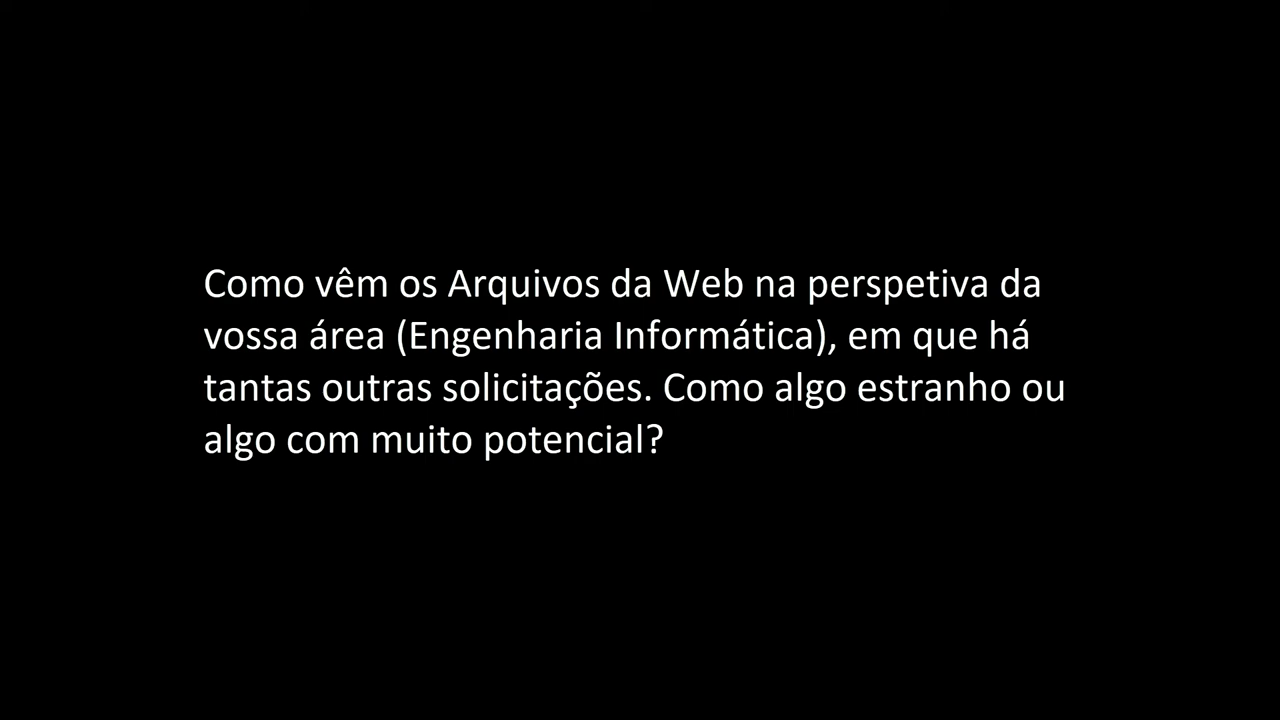 Como vêm os Arquivos da Web na perspetiva da
vossa área (Engenharia Informática), em que há
tantas outras solicitações. Como algo estranho ou
algo com muito potencial?